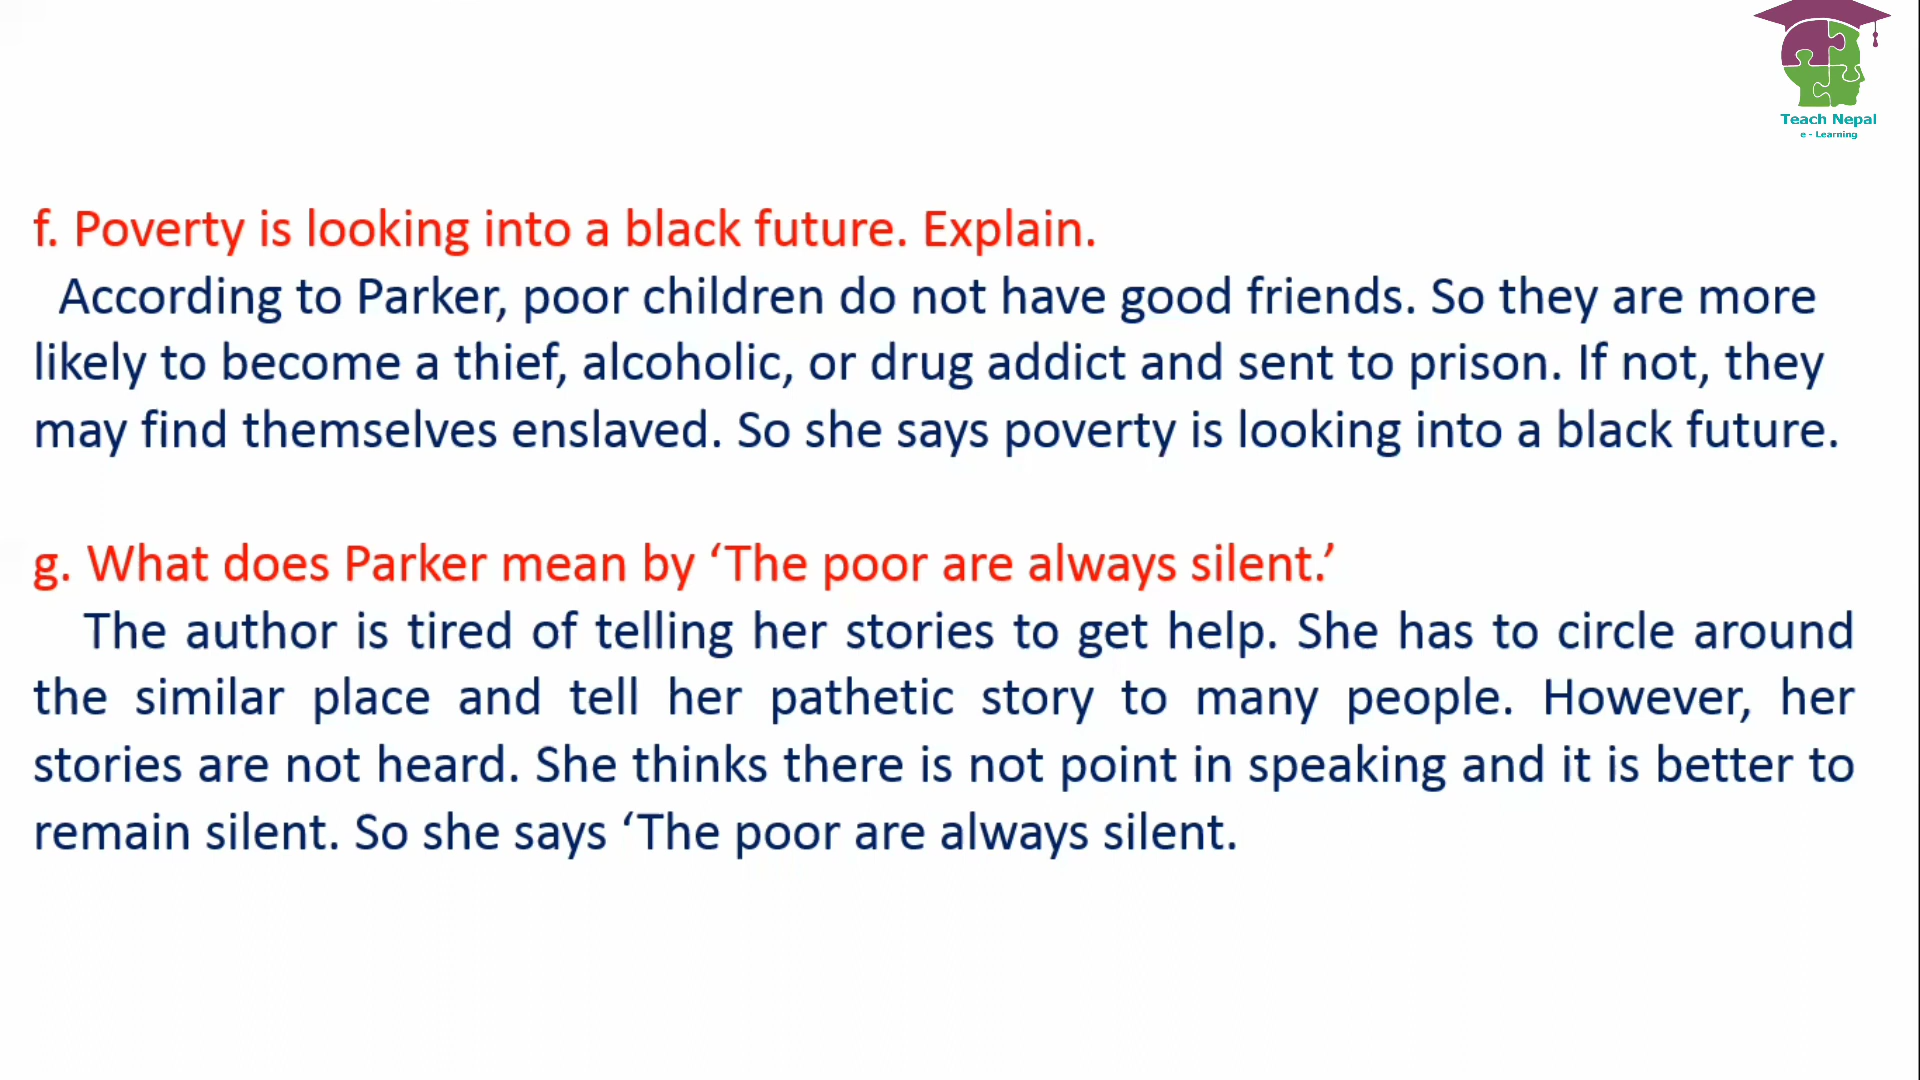 Teach Nepal
e - Learning
f. Poverty is looking into a black future. Explain.
According to Parker, poor children do not have good friends. So they are more
likely to become a thief, alcoholic, or drug addict and sent to prison. If not, they
may find themselves enslaved. So she says poverty is looking into a black future.
g. What does Parker mean by ‘The poor are always silent.’
The author is tired of telling her stories to get help. She has to circle around
the similar place and tell her pathetic story to many people. However, her
stories are not heard. She thinks there is not point in speaking and it is better to
remain silent. So she says ‘The poor are always silent.